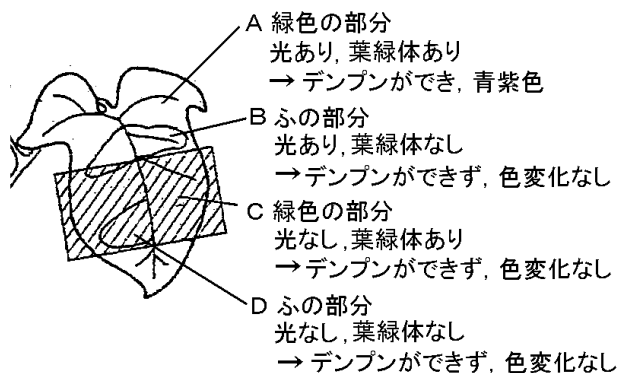 A 緑色の部分
光あり, 葉緑体あり
→ デンプンができ, 青紫色
B ふの部分
光あり, 葉緑体なし
→デンプンができず, 色変化なし
C 緑色の部分
光なし, 葉緑体あり
→デンプンができず, 色変化なし
D ふの部分
光なし, 葉緑体なし
→ デンプンができず, 色変化なし